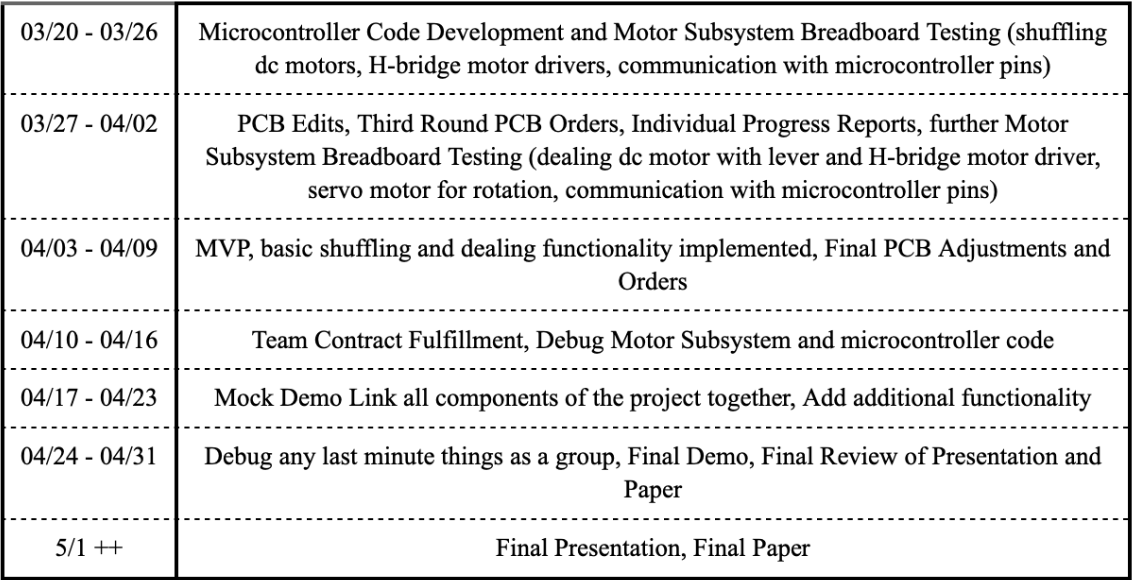 03/20 - 03/26
Microcontroller Code Development and Motor Subsystem Breadboard Testing (shuffling
dc motors, H-bridge motor drivers, communication with microcontroller pins)
03/27 - 04/02
PCB Edits, Third Round PCB Orders, Individual Progress Reports, further Motor
Subsystem Breadboard Testing (dealing dc motor with lever and H-bridge motor driver,
servo motor for rotation, communication with microcontroller pins)
04/03 - 04/09
MVP, basic shuffling and dealing functionality implemented, Final PCB Adjustments and
Orders
04/10 - 04/16
Team Contract Fulfillment, Debug Motor Subsystem and microcontroller code
04/17 - 04/23
Mock Demo Link all components of the project together, Add additional functionality
04/24 - 04/31
Debug any last minute things as a group, Final Demo, Final Review of Presentation and
Paper
5/1 ++
Final Presentation, Final Paper